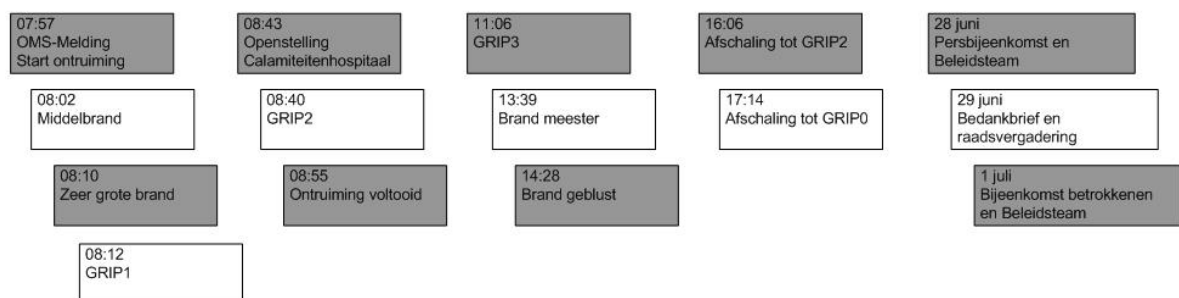 07:57
OMS-Melding
Start ontruiming
08:02
Middelbrand
08:10
Zeer grote brand
08:12
GRIP1
08:43
Openstelling
Calamiteitenhospitaal
08:40
GRIP2
08:55
Ontruiming voltooid
11:06
GRIP3
13:39
Brand meester
14:28
Brand geblust
16:06
Afschaling tot GRIP2
17:14
Afschaling tot GRIP0
28 juni
Persbijeenkomst en
Beleidsteam
29 juni
Bedankbrief en
raadsvergadering
1 juli
Bijeenkomst betrokkenen
en Beleidsteam